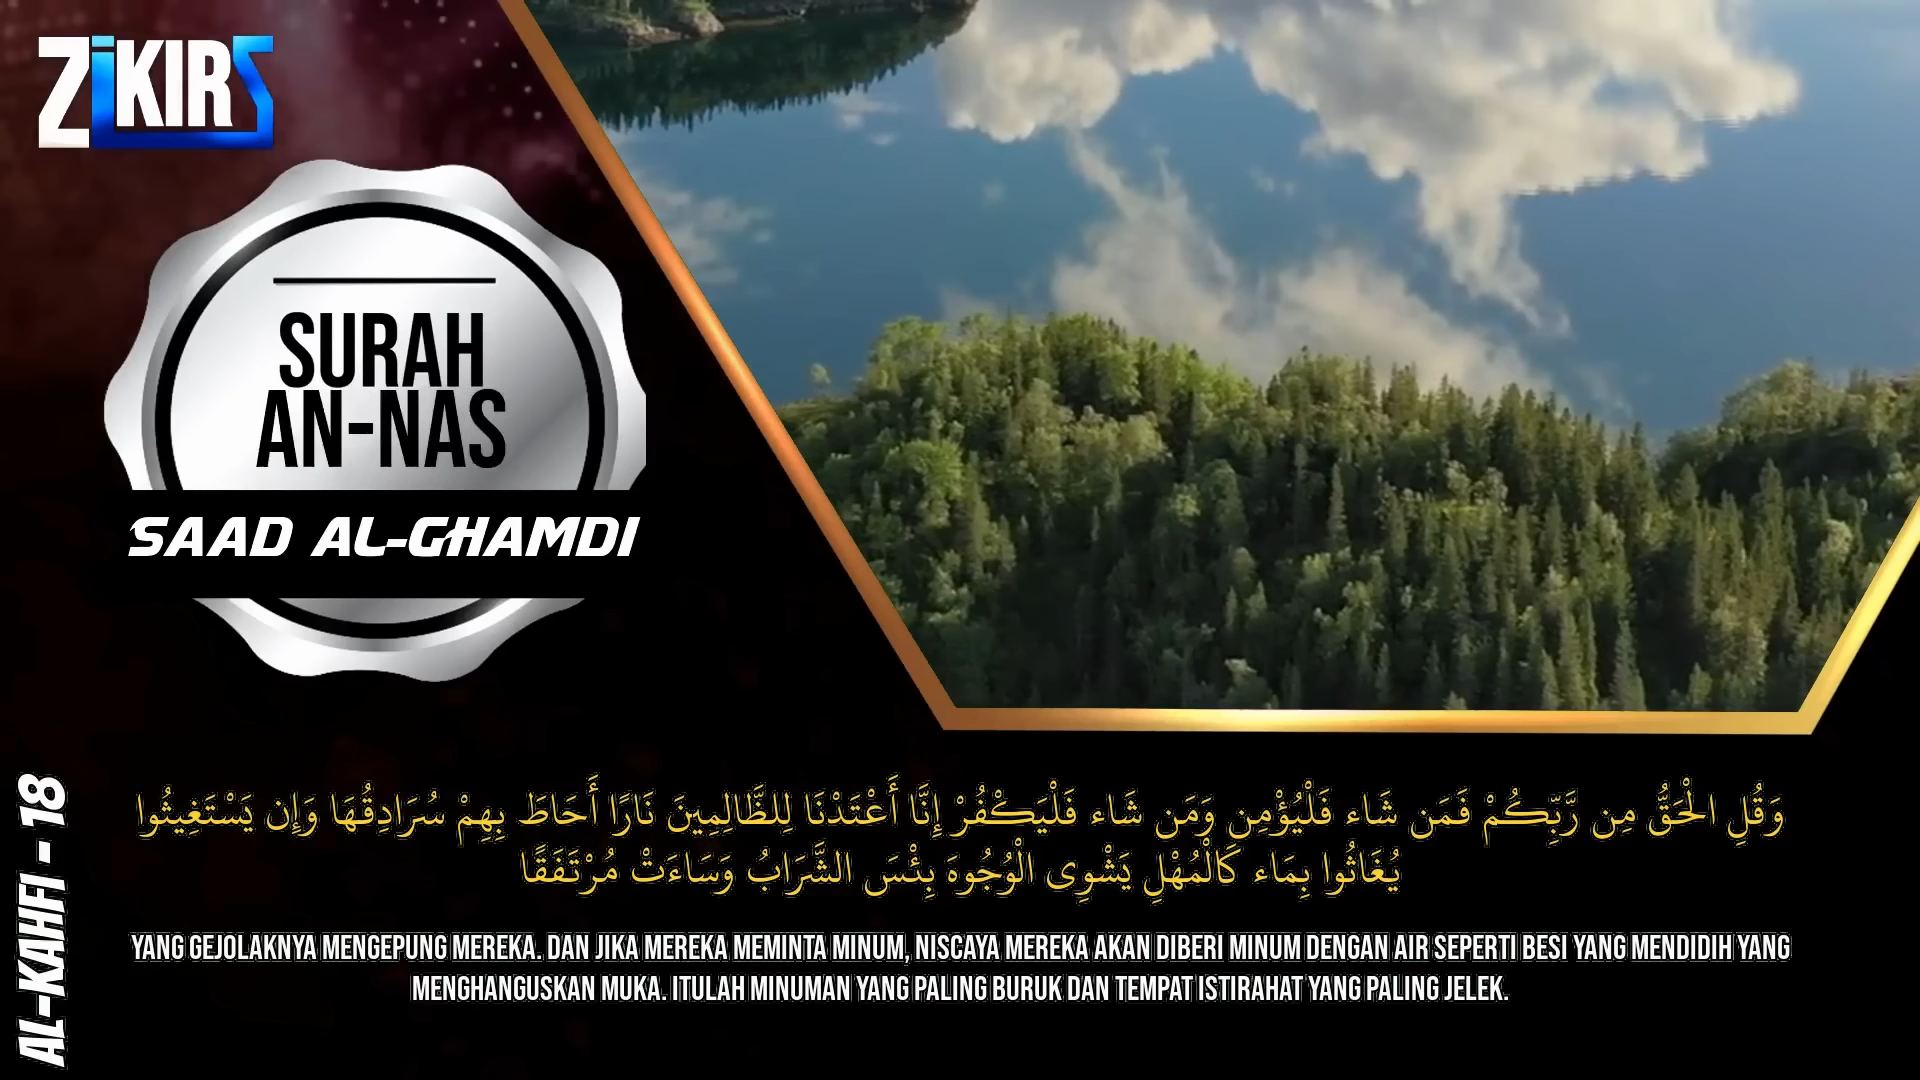 ZIKIRS
SURAH
AN-NAS
SAAD AL-GHAMDI
AL-KAHFI - 18
وَقُلِ الْحَقُّ مِن رَّبِّكُمْ فَمَن شَاء فَلْيُؤْمِن وَمَن شَاء فَلْيَكْفُرْ إِنَّا أَعْتَدْنَا لِلظَّالِمِينَ نَارًا أَحَاطَ بِهِمْ سُرَادِقُهَا وَإِن يَسْتَغِيثُوا
يُغَاثُوا بِمَاء كَالْمُهْلِ يَشْوِى الْوُجُوهَ بِئْسَ الشَّرَابُ وَسَاءَتْ مُرْتَفَقًا
YANG GEJOLAKNYA MENGEPUNG MEREKA. DAN JIKA MEREKA MEMINTA MINUM, NISCAYA MEREKA AKAN DIBERI MINUM DENGAN AIR SEPERTI BESI YANG MENDIDIH YANG
MENGHANGUSKAN MUKA. ITULAH MINUMAN YANG PALING BURUK DAN TEMPAT ISTIRAHAT YANG PALING JELEK.